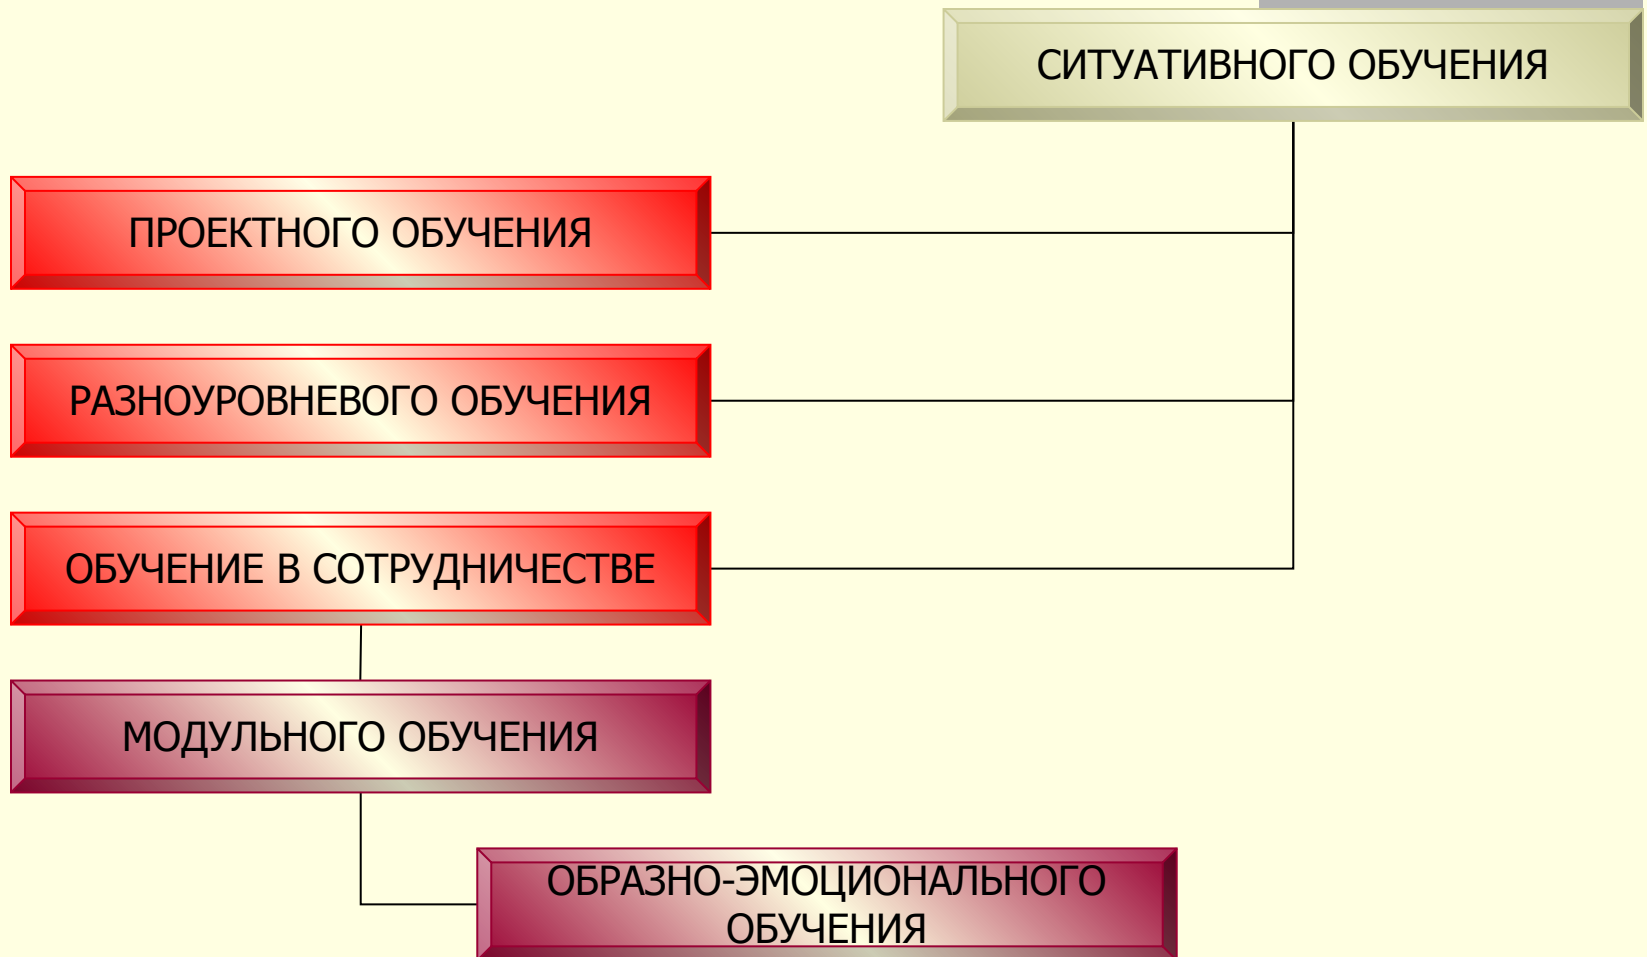 СИТУАТИВНОГО ОБУЧЕНИЯ
ПРОЕКТНОГО ОБУЧЕНИЯ
РАЗНОУРОВНЕВОГО ОБУЧЕНИЯ
ОБУЧЕНИЕ В СОТРУДНИЧЕСТВЕ
МОДУЛЬНОГО ОБУЧЕНИЯ
ОБРАЗНО-ЭМОЦИОНАЛЬНОГО
ОБУЧЕНИЯ